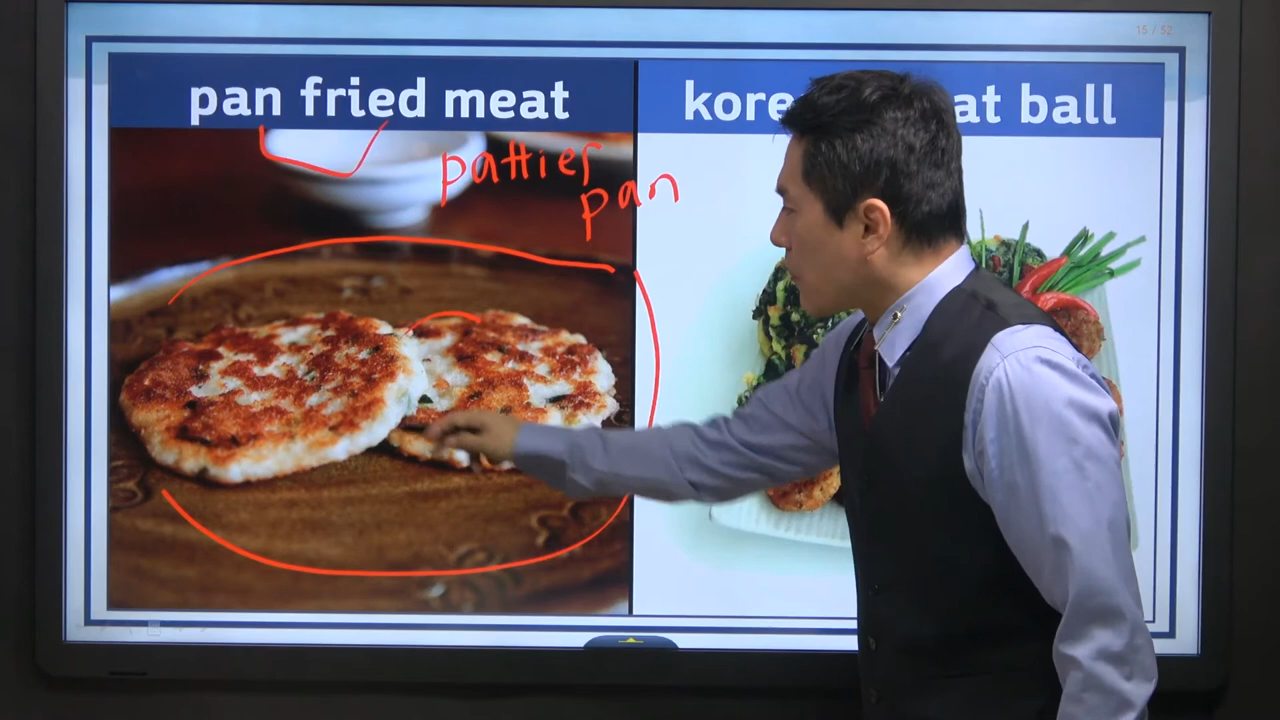 15 / 52
pan fried meat
kore at ball
patties
pan